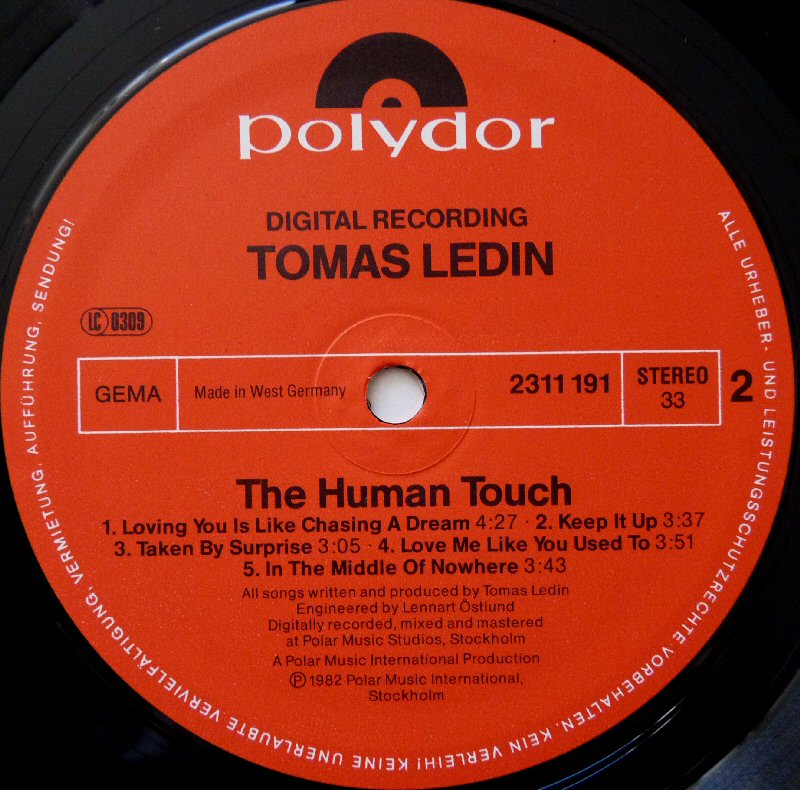 polydor
DIGITAL RECORDING
TOMAS LEDIN
LC 0309
GEMA
Made in West Germany
2311 191
STEREO
33
2
The Human Touch
1. Loving You Is Like Chasing A Dream 4:27 · 2. Keep It Up 3:37
3. Taken By Surprise 3:05 · 4. Love Me Like You Used To 3:51
5. In The Middle Of Nowhere 3:43
All songs written and produced by Tomas Ledin
Engineered by Lennart Östlund
Digitally recorded, mixed and mastered
at Polar Music Studios, Stockholm
A Polar Music International Production
Ⓟ 1982 Polar Music International,
Stockholm
ALLE URHEBER- UND LEISTUNGSSCHUTZRECHTE VORBEHALTEN. KEIN VERLEIH! KEINE UNERLAUBTE VERVIELFÄLTIGUNG, VERMIETUNG, AUFFÜHRUNG, SENDUNG!